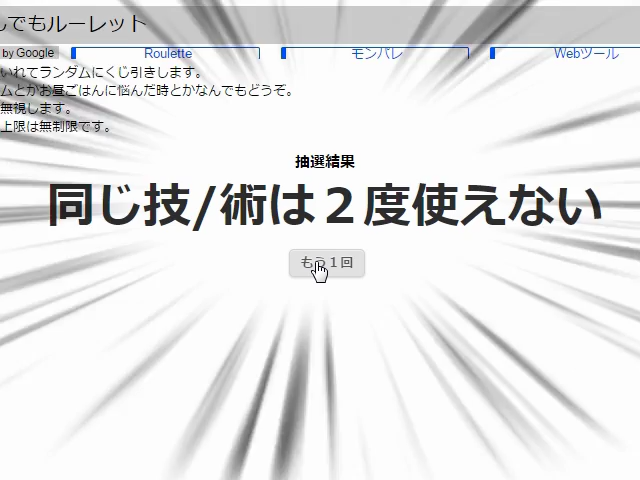 んでもルーレット
by Google
Roulette
モンパレ
Webツール
いれてランダムにくじ引きします。
ムとかお昼ごはんに悩んだ時とかなんでもどうぞ。
無視します。
上限は無制限です。
抽選結果
同じ技/術は２度使えない
もう１回